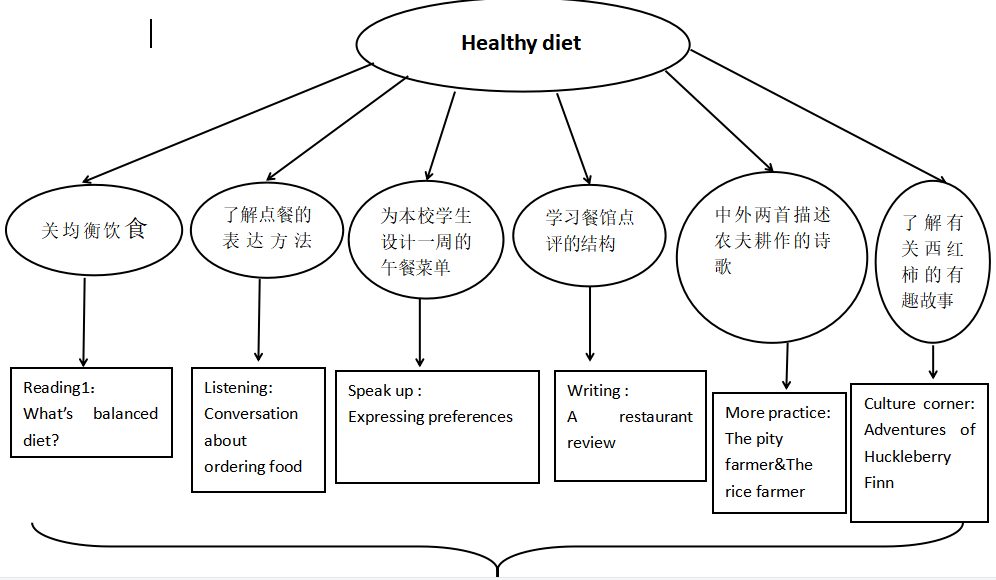 Healthy diet
关均衡饮食
了解点餐的
表达方法
为本校学生
设计一周的
午餐菜单
学习餐馆点
评的结构
中外两首描述
农夫耕作的诗
歌
了解有
关西红
柿的有
趣故事
Reading1:
What's balanced
diet?
Listening:
Conversation
about
ordering food
Speak up :
Expressing preferences
Writing :
A restaurant
review
More practice:
The pity
farmer&The
rice farmer
Culture corner:
Adventures of
Huckleberry
Finn